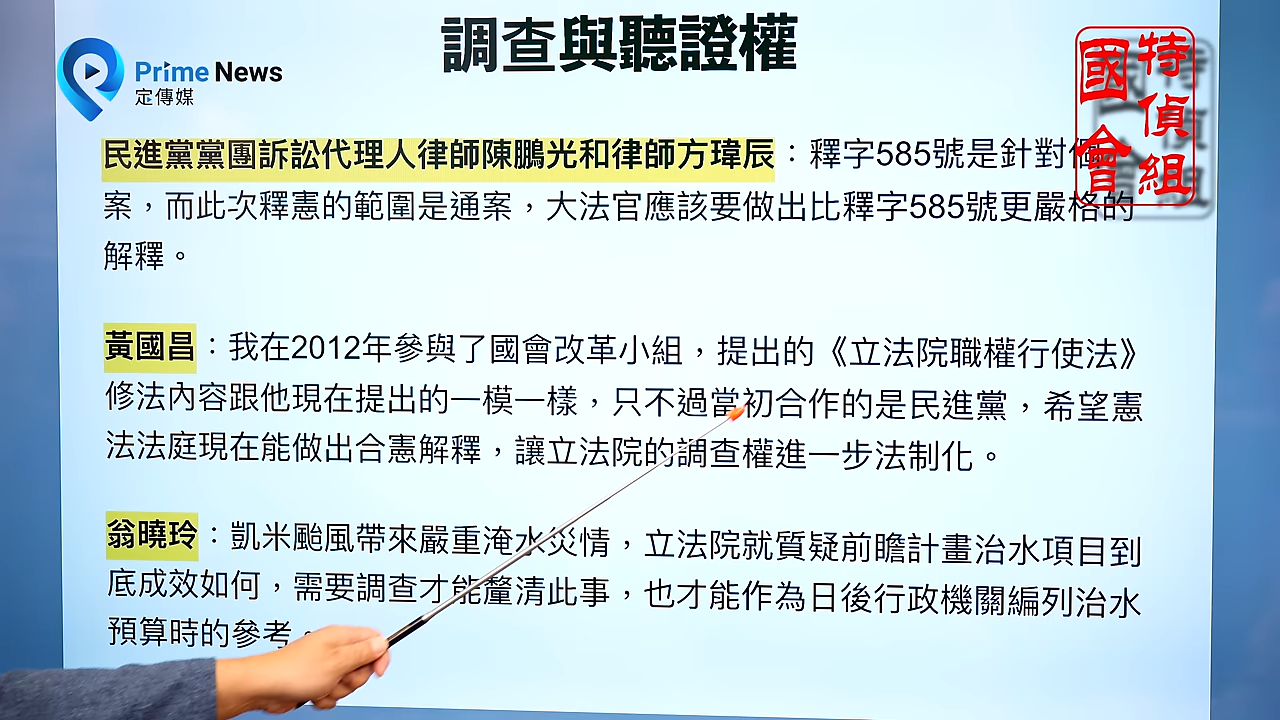 調查與聽證權
Prime News
定傳媒
國會
特偵組
民進黨黨團訴訟代理人律師陳鵬光和律師方瑋辰：釋字585號是針對個
案，而此次釋憲的範圍是通案，大法官應該要做出比釋字585號更嚴格的
解釋。
黃國昌：我在2012年參與了國會改革小組，提出的《立法院職權行使法》
修法內容跟他現在提出的一模一樣，只不過當初合作的是民進黨，希望憲
法法庭現在能做出合憲解釋，讓立法院的調查權進一步法制化。
翁曉玲：凱米颱風帶來嚴重淹水災情，立法院就質疑前瞻計畫治水項目到
底成效如何，需要調查才能釐清此事，也才能作為日後行政機關編列治水
預算時的參考。